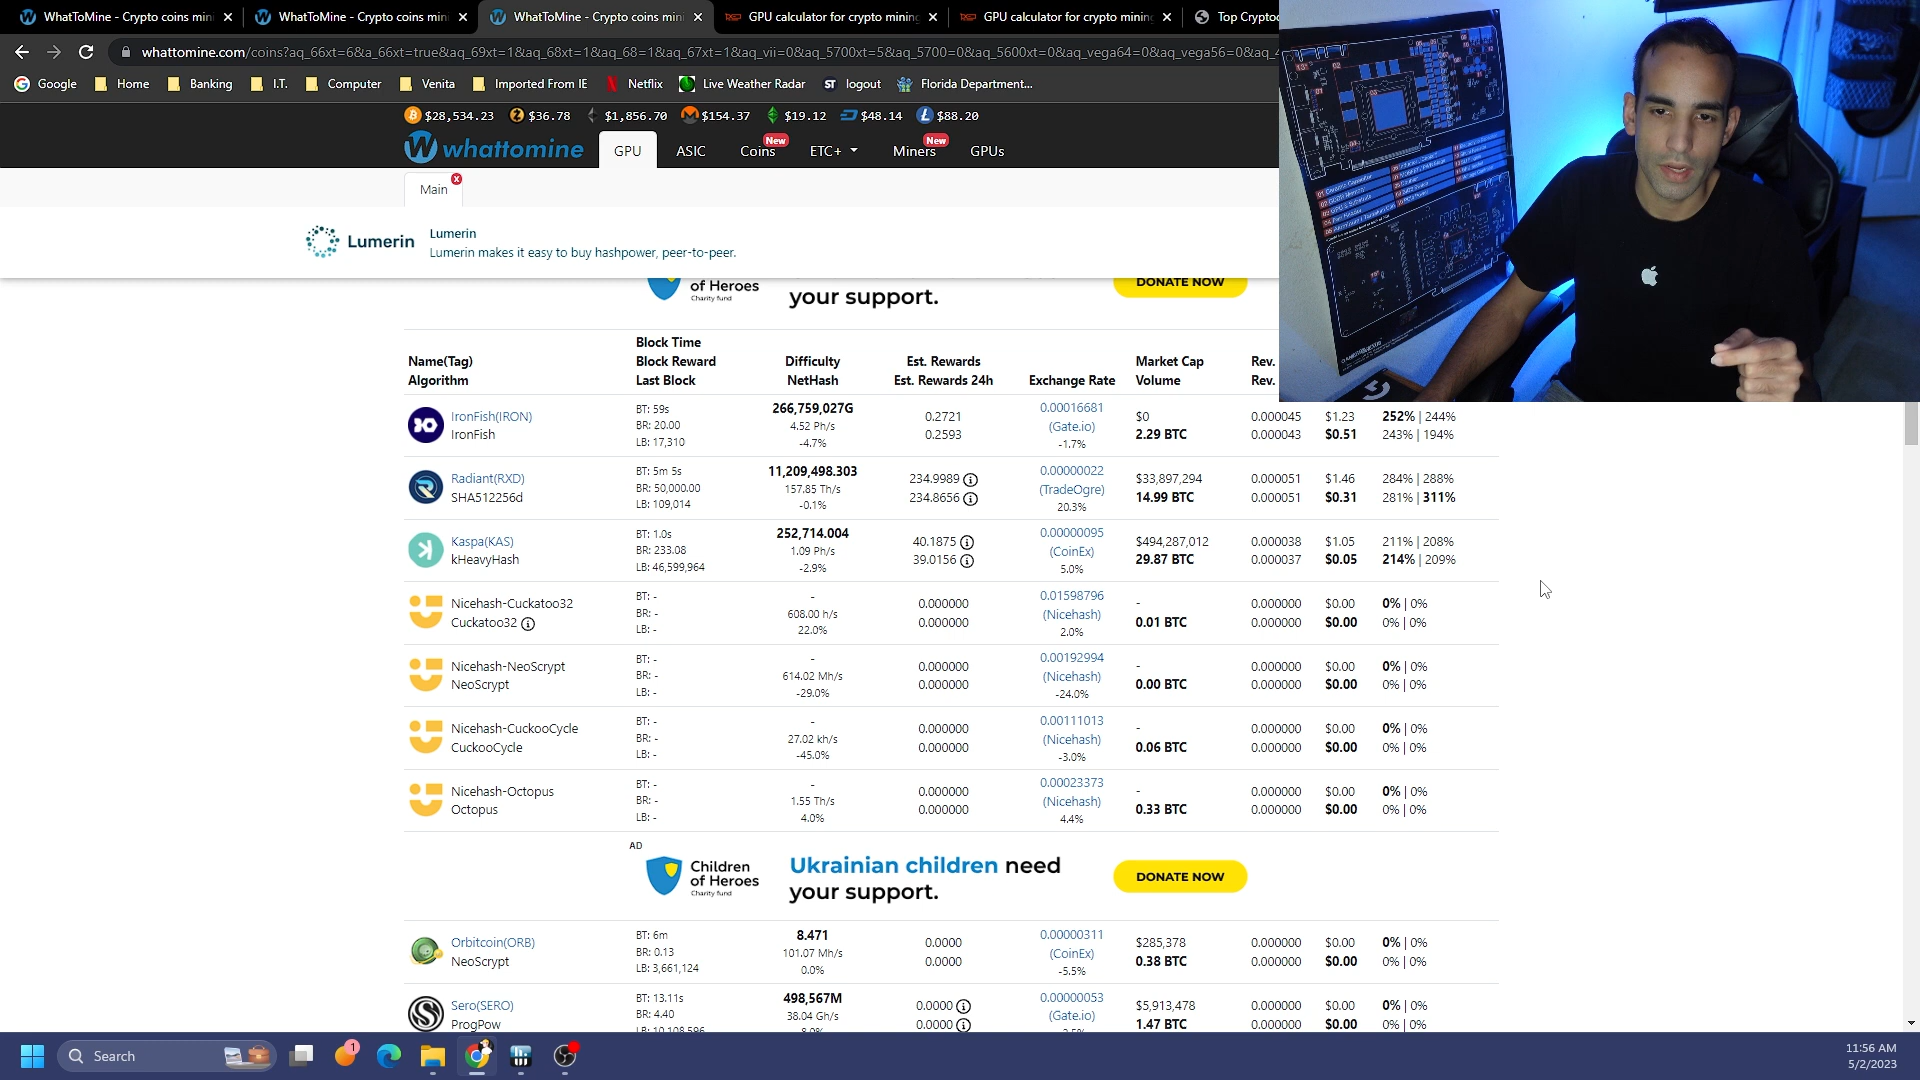 WhatToMine - Crypto coins mini
WhatToMine - Crypto coins mini
WhatToMine - Crypto coins mini
GPU calculator for crypto mining
GPU calculator for crypto mining
Top Cryptoc
whattomine.com/coins?aq_66xt=6&a_66xt=true&aq_69xt=1&aq_68xt=1&aq_68=1&aq_67xt=1&aq_vii=0&aq_5700xt=5&aq_5700=0&aq_5600xt=0&aq_vega64=0&aq_vega56=0&aq_4
Google Home Banking I.T. Computer Venita Imported From IE Netflix Live Weather Radar logout Florida Department...
$28,534.23 $36.78 $1,856.70 $154.37 $19.12 $48.14 $88.20
whattomine GPU ASIC Coins New ETC+ Miners New GPUs
Main
Lumerin
Lumerin
Lumerin makes it easy to buy hashpower, peer-to-peer.
of Heroes
Charity fund
your support.
DONATE NOW
Name(Tag) Algorithm
Block Time Block Reward Last Block
Difficulty NetHash
Est. Rewards Est. Rewards 24h
Exchange Rate
Market Cap Volume
Rev. Rev.
IronFish(IRON) BT: 59s 266,759,027G 0.2721 0.00016681 $0 0.000045 $1.23 252% | 244%
IronFish BR: 20.00 4.52 Ph/s 0.2593 (Gate.io) 2.29 BTC 0.000043 $0.51 243% | 194%
LB: 17,310 -4.7% -1.7%
Radiant(RXD) BT: 5m 5s 11,209,498.303 234.9989 0.00000022 $33,897,294 0.000051 $1.46 284% | 288%
SHA512256d BR: 50,000.00 157.85 Th/s 234.8656 (TradeOgre) 14.99 BTC 0.000051 $0.31 281% | 311%
LB: 109,014 -0.1% 20.3%
Kaspa(KAS) BT: 1.0s 252,714.004 40.1875 0.00000095 $494,287,012 0.000038 $1.05 211% | 208%
kHeavyHash BR: 233.08 1.09 Ph/s 39.0156 (CoinEx) 29.87 BTC 0.000037 $0.05 214% | 209%
LB: 46,599,964 -2.9% 5.0%
Nicehash-Cuckatoo32 BT: - - 0.000000 0.01598796 - 0.000000 $0.00 0% | 0%
Cuckatoo32 BR: - 608.00 h/s 0.000000 (Nicehash) 0.01 BTC 0.000000 $0.00 0% | 0%
LB: - 22.0% 2.0%
Nicehash-NeoScrypt BT: - - 0.000000 0.00192994 - 0.000000 $0.00 0% | 0%
NeoScrypt BR: - 614.02 Mh/s 0.000000 (Nicehash) 0.00 BTC 0.000000 $0.00 0% | 0%
LB: - -29.0% -24.0%
Nicehash-CuckooCycle BT: - - 0.000000 0.00111013 - 0.000000 $0.00 0% | 0%
CuckooCycle BR: - 27.02 kh/s 0.000000 (Nicehash) 0.06 BTC 0.000000 $0.00 0% | 0%
LB: - -45.0% -3.0%
Nicehash-Octopus BT: - - 0.000000 0.00023373 - 0.000000 $0.00 0% | 0%
Octopus BR: - 1.55 Th/s 0.000000 (Nicehash) 0.33 BTC 0.000000 $0.00 0% | 0%
LB: - 4.0% 4.4%
AD
Children of Heroes
Charity fund
Ukrainian children need
your support.
DONATE NOW
Orbitcoin(ORB) BT: 6m 8.471 0.0000 0.00000311 $285,378 0.000000 $0.00 0% | 0%
NeoScrypt BR: 0.13 101.07 Mh/s 0.0000 (CoinEx) 0.38 BTC 0.000000 $0.00 0% | 0%
LB: 3,661,124 0.0% -5.5%
Sero(SERO) BT: 13.11s 498,567M 0.0000 0.00000053 $5,913,478 0.000000 $0.00 0% | 0%
ProgPow BR: 4.40 38.04 Gh/s 0.0000 (Gate.io) 1.47 BTC 0.000000 $0.00 0% | 0%
Search
1
11:56 AM
5/2/2023